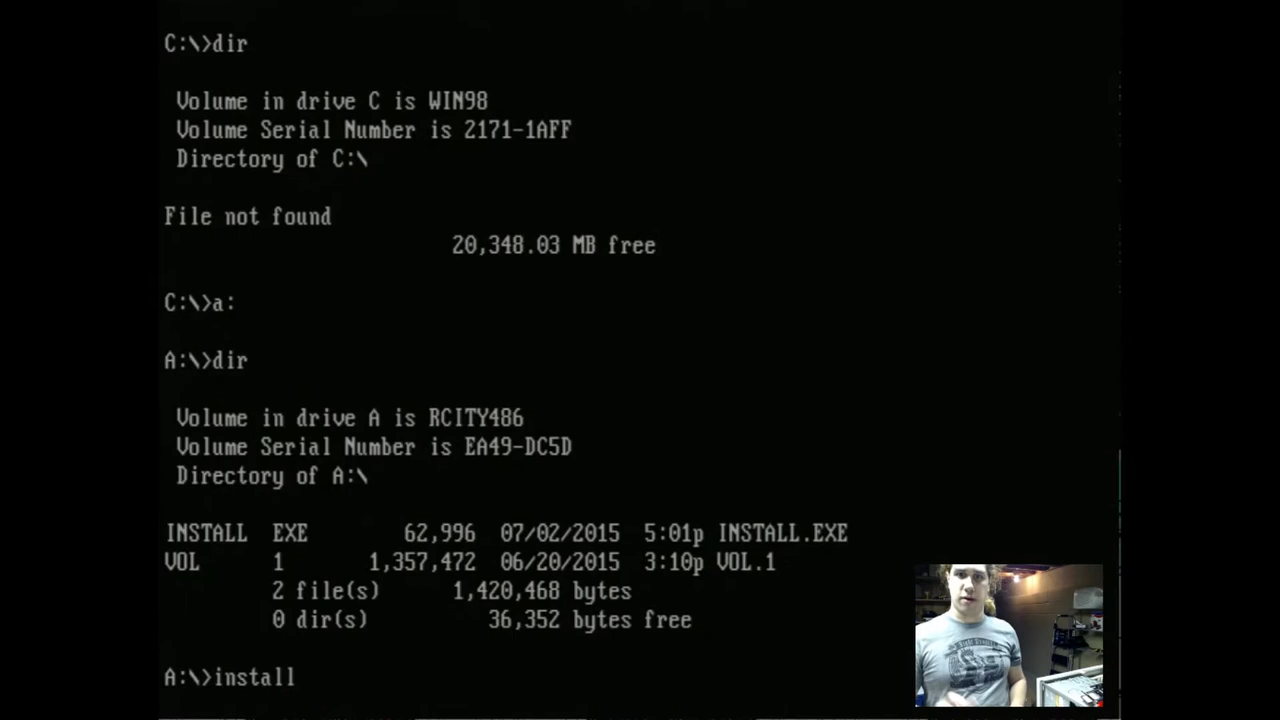 C:\>dir
Volume in drive C is WIN98
Volume Serial Number is 2171-1AFF
Directory of C:\
File not found
20,348.03 MB free
C:\>a:
A:\>dir
Volume in drive A is RCITY486
Volume Serial Number is EA49-DC5D
Directory of A:\
INSTALL EXE 62,996 07/02/2015 5:01p INSTALL.EXE
VOL 1 1,357,472 06/20/2015 3:10p VOL.1
2 file(s) 1,420,468 bytes
0 dir(s) 36,352 bytes free
A:\>install